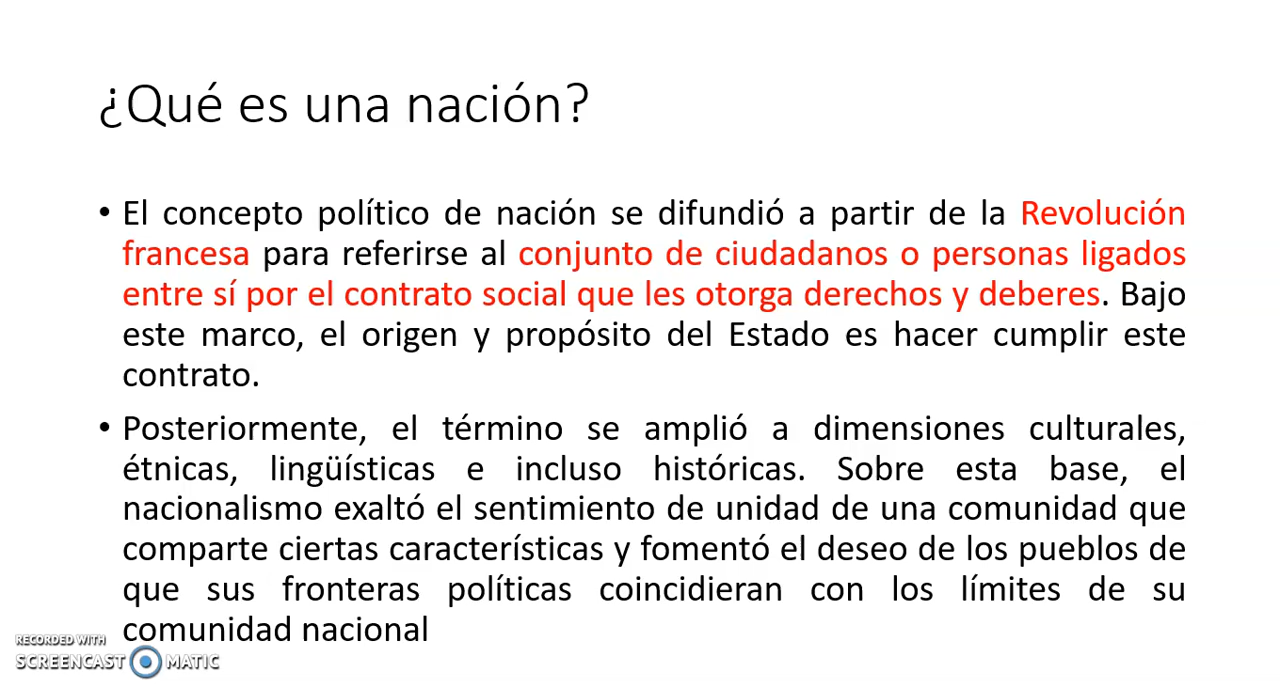 ¿Qué es una nación?
• El concepto político de nación se difundió a partir de la Revolución
francesa para referirse al conjunto de ciudadanos o personas ligados
entre sí por el contrato social que les otorga derechos y deberes. Bajo
este marco, el origen y propósito del Estado es hacer cumplir este
contrato.
• Posteriormente, el término se amplió a dimensiones culturales,
étnicas, lingüísticas e incluso históricas. Sobre esta base, el
nacionalismo exaltó el sentimiento de unidad de una comunidad que
comparte ciertas características y fomentó el deseo de los pueblos de
que sus fronteras políticas coincidieran con los límites de su
comunidad nacional
RECORDED WITH
SCREENCAST MATIC